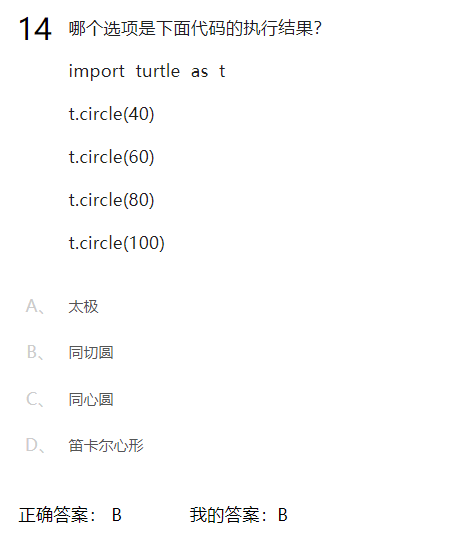 14 哪个选项是下面代码的执行结果?
import turtle as t
t.circle(40)
t.circle(60)
t.circle(80)
t.circle(100)
A、 太极
B、 同切圆
C、 同心圆
D、 笛卡尔心形
正确答案： B 我的答案：B